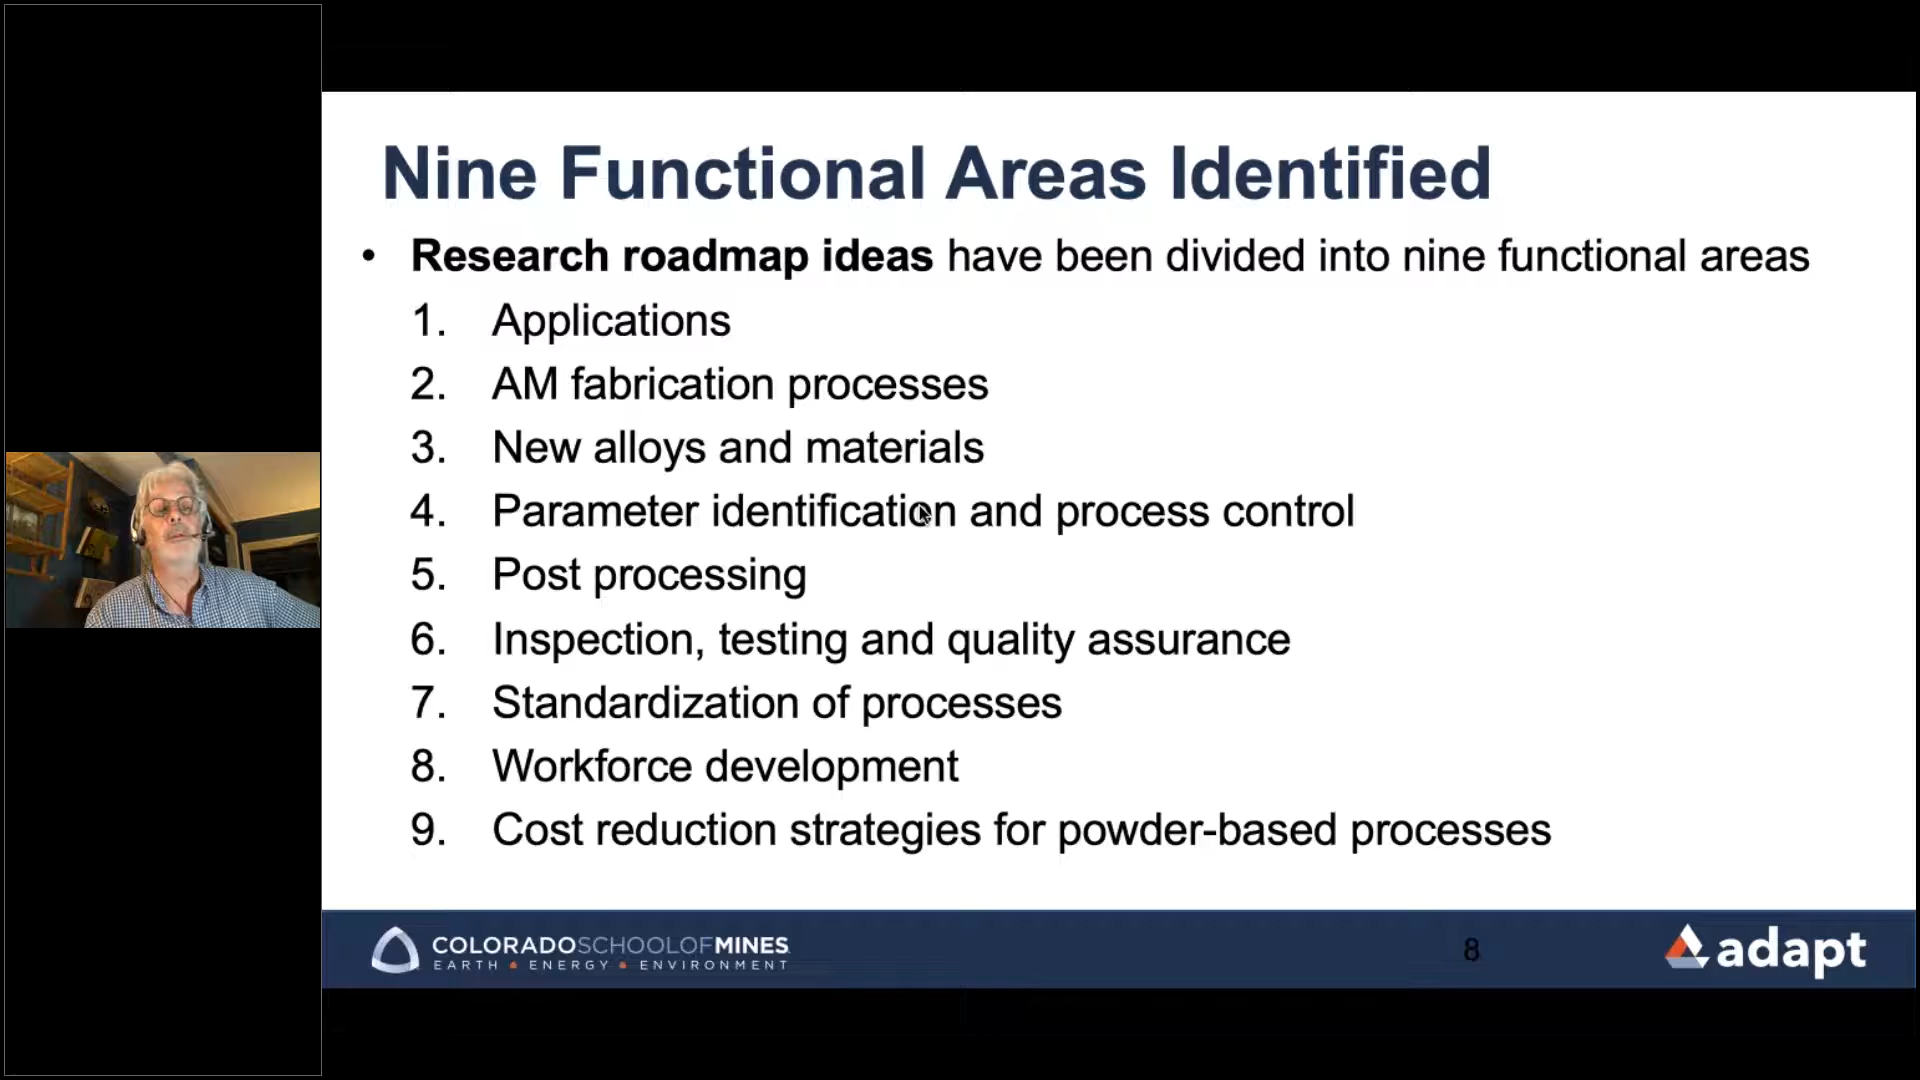 Nine Functional Areas Identified
• Research roadmap ideas have been divided into nine functional areas
1. Applications
2. AM fabrication processes
3. New alloys and materials
4. Parameter identification and process control
5. Post processing
6. Inspection, testing and quality assurance
7. Standardization of processes
8. Workforce development
9. Cost reduction strategies for powder-based processes
COLORADOSCHOOLOFMINES
EARTH • ENERGY • ENVIRONMENT
8
adapt